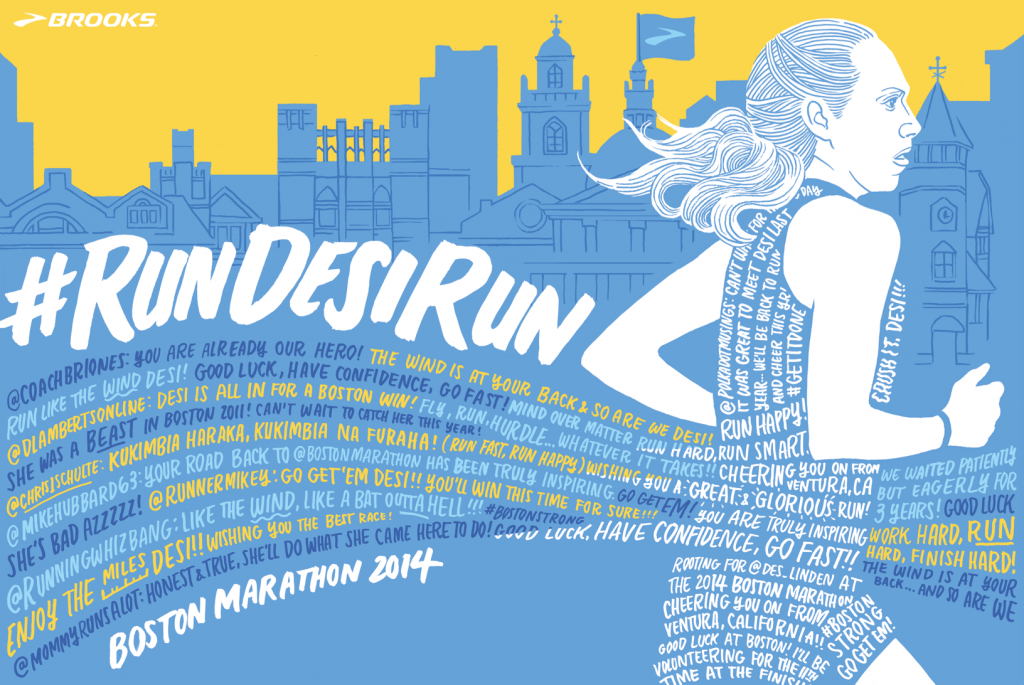 BROOKS
#RUNDESIRUN
@COACHBRIONES: YOU ARE ALREADY OUR HERO! THE WIND IS AT YOUR BACK & SO ARE WE DESI!
RUN LIKE THE WIND DESI! GOOD LUCK, HAVE CONFIDENCE, GO FAST! MIND OVER MATTER RUN HARD, RUN SMART.
@DLAMBERTSONLINE: DESI IS ALL IN FOR A BOSTON WIN! FLY, RUN, HURDLE... WHATEVER IT TAKES!!
SHE WAS A BEAST IN BOSTON 2011! CAN'T WAIT TO CATCH HER THIS YEAR!
@CHRISJSCHULTE: KUKIMBIA HARAKA, KUKIMBIA NA FURAHA! (RUN FAST, RUN HAPPY) WISHING YOU A GREAT & GLORIOUS RUN!
@MIKEHUBBARD63: YOUR ROAD BACK TO @BOSTONMARATHON HAS BEEN TRULY INSPIRING. GO GET EM!
SHE'S BAD AZZZZZ! @RUNNERMIKEY: GO GET 'EM DESI!! YOU'LL WIN THIS TIME FOR SURE!!!
@RUNNINGWHIZBANG: LIKE THE WIND, LIKE A BAT OUTTA HELL!!! #BOSTONSTRONG
ENJOY THE MILES DESI!! WISHING YOU THE BEST RACE!
@MOMMYRUNSALOT: HONEST & TRUE, SHE'LL DO WHAT SHE CAME HERE TO DO! GOOD LUCK, HAVE CONFIDENCE, GO FAST!!
BOSTON MARATHON 2014
@POLKADOTMUSINGS: CAN'T WAIT FOR
DAY
IT WAS GREAT TO MEET DESI LAST
YEAR—WE'LL BE BACK TO RUN
AND CHEER THIS YR!
#GETITDONE
RUN HAPPY!
CRUSH IT, DESI!!!
CHEERING YOU ON FROM
VENTURA, CA
YOU ARE TRULY INSPIRING
WE WAITED PATIENTLY
BUT EAGERLY FOR
3 YEARS! GOOD LUCK
WORK HARD, RUN
HARD, FINISH HARD!
THE WIND IS AT YOUR
BACK... AND SO ARE WE
ROOTING FOR @DES_LINDEN AT
THE 2014 BOSTON MARATHON
CHEERING YOU ON FROM
VENTURA, CALIFORNIA!!
GOOD LUCK AT BOSTON! I'LL BE
VOLUNTEERING FOR THE
TIME AT THE FINISH
#BOSTON
STRONG
GO GET EM!